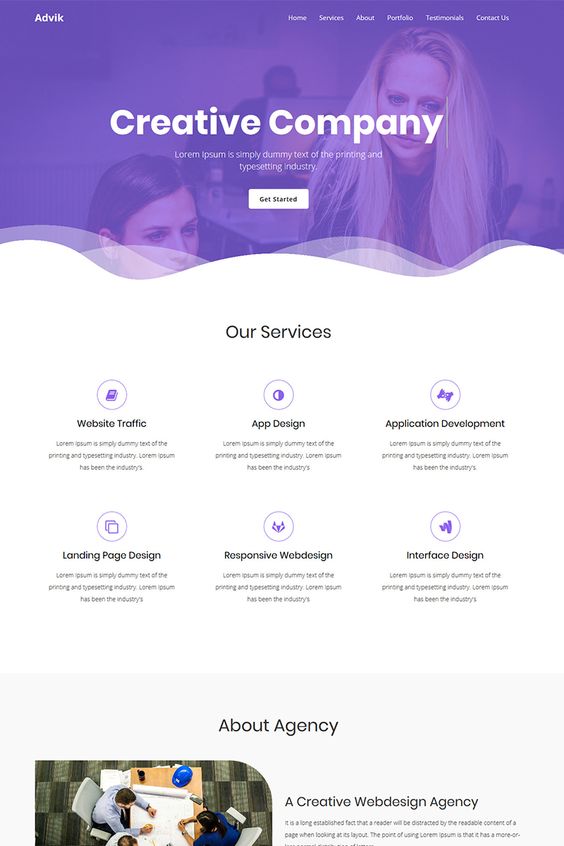 Advik
Home Services About Portfolio Testimonials Contact Us
Creative Company
Lorem Ipsum is simply dummy text of the printing and
typesetting industry.
Get Started
Our Services
Website Traffic
Lorem Ipsum is simply dummy text of the
printing and typesetting industry. Lorem Ipsum
has been the industry's
App Design
Lorem Ipsum is simply dummy text of the
printing and typesetting industry. Lorem Ipsum
has been the industry's.
Application Development
Lorem Ipsum is simply dummy text of the
printing and typesetting industry. Lorem Ipsum
has been the industry's.
Landing Page Design
Lorem Ipsum is simply dummy text of the
printing and typesetting industry. Lorem Ipsum
has been the industry's
Responsive Webdesign
Lorem Ipsum is simply dummy text of the
printing and typesetting industry. Lorem Ipsum
has been the industry's
Interface Design
Lorem Ipsum is simply dummy text of the
printing and typesetting industry. Lorem Ipsum
has been the industry's.
About Agency
A Creative Webdesign Agency
It is a long established fact that a reader will be distracted by the readable content of a
page when looking at its layout. The point of using Lorem Ipsum is that it has a more-or-